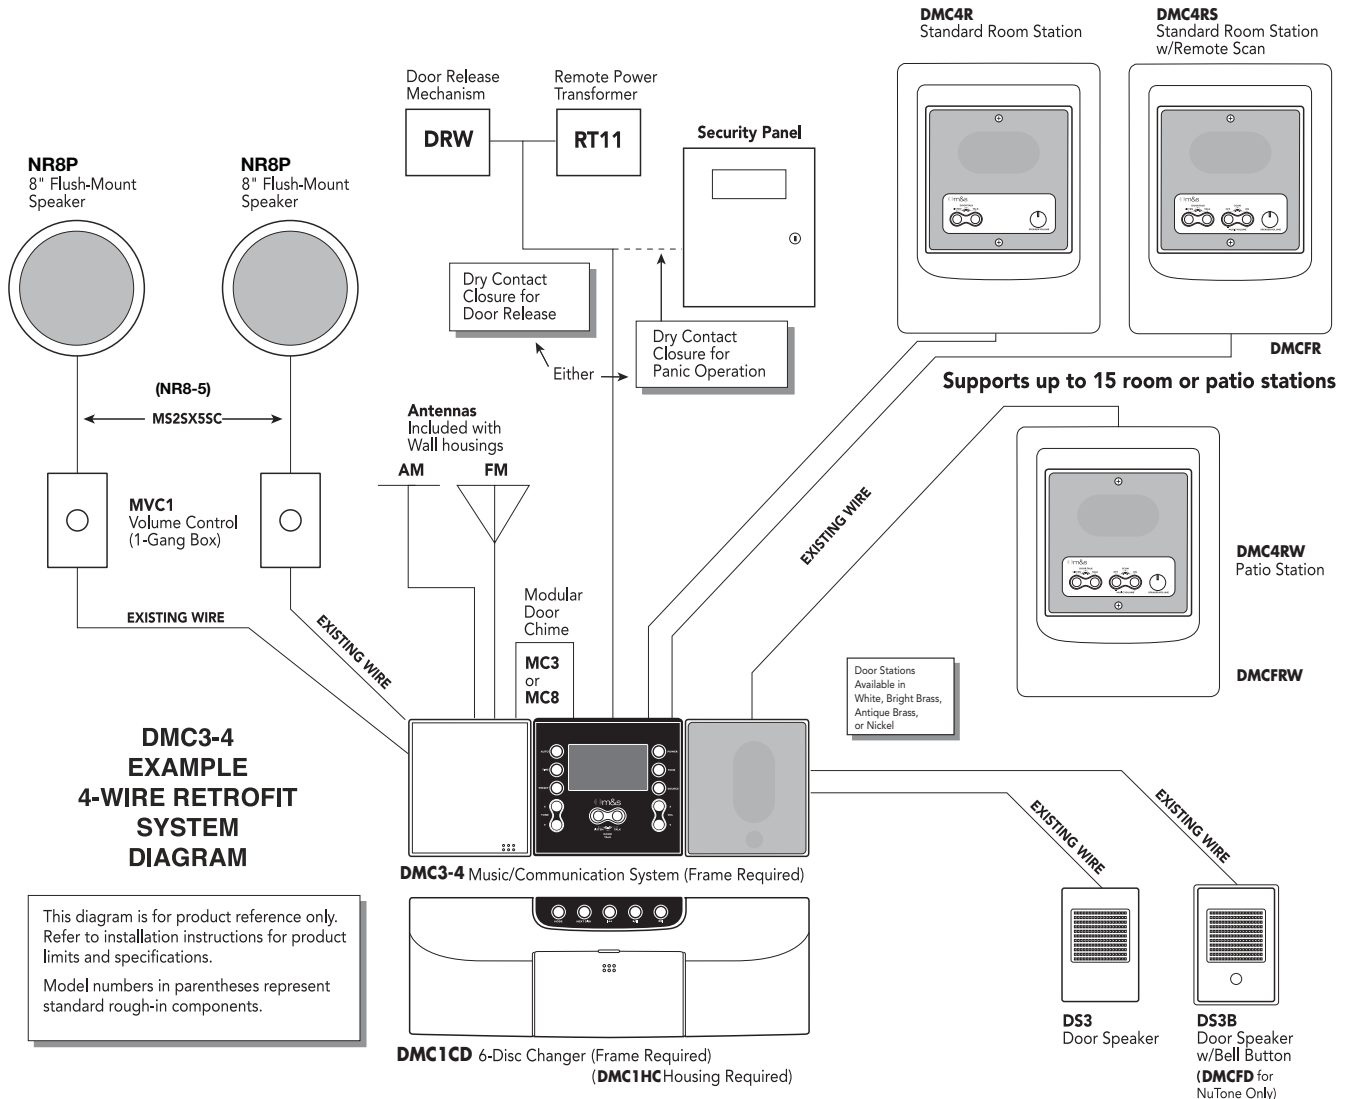 DMC4R
Standard Room Station
DMC4RS
Standard Room Station
w/Remote Scan
Door Release
Mechanism
DRW
Remote Power
Transformer
RT11
Security Panel
NR8P
8" Flush-Mount
Speaker
NR8P
8" Flush-Mount
Speaker
m&s
m&s
Dry Contact
Closure for
Door Release
Dry Contact
Closure for
Panic Operation
Either
DMCFR
Supports up to 15 room or patio stations
(NR8-5)
MS2SX5SC
Antennas
Included with
Wall housings
AM
FM
MVC1
Volume Control
(1-Gang Box)
EXISTING WIRE
EXISTING WIRE
EXISTING WIRE
m&s
DMC4RW
Patio Station
DMCFRW
Modular
Door
Chime
MC3
or
MC8
Door Stations
Available in
White, Bright Brass,
Antique Brass,
or Nickel
DMC3-4
EXAMPLE
4-WIRE RETROFIT
SYSTEM
DIAGRAM
m&s
DMC3-4 Music/Communication System (Frame Required)
EXISTING WIRE
EXISTING WIRE
This diagram is for product reference only.
Refer to installation instructions for product
limits and specifications.
Model numbers in parentheses represent
standard rough-in components.
DMC1CD 6-Disc Changer (Frame Required)
(DMC1HC Housing Required)
DS3
Door Speaker
DS3B
Door Speaker
w/Bell Button
(DMCFD for
NuTone Only)